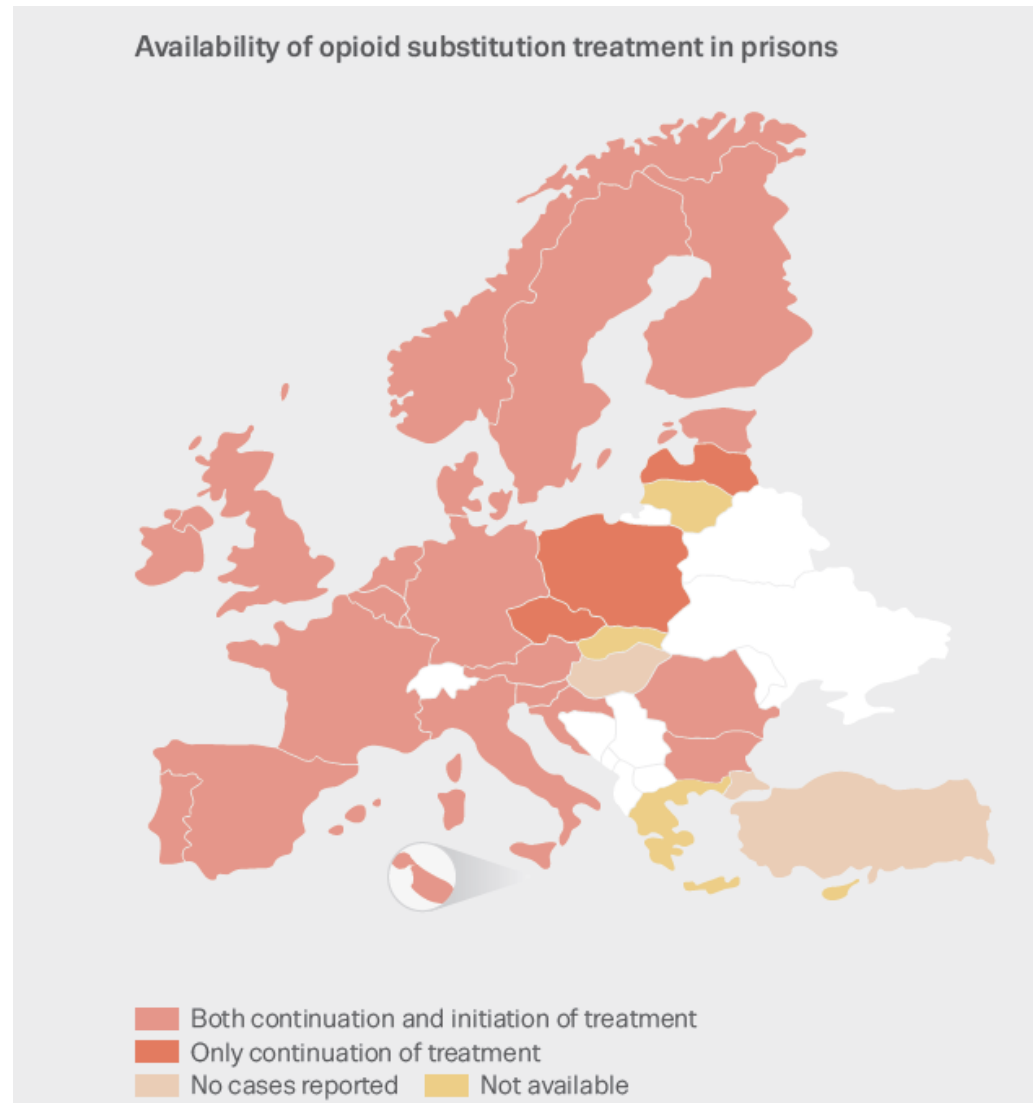 Availability of opioid substitution treatment in prisons
Both continuation and initiation of treatment
Only continuation of treatment
No cases reported
Not available